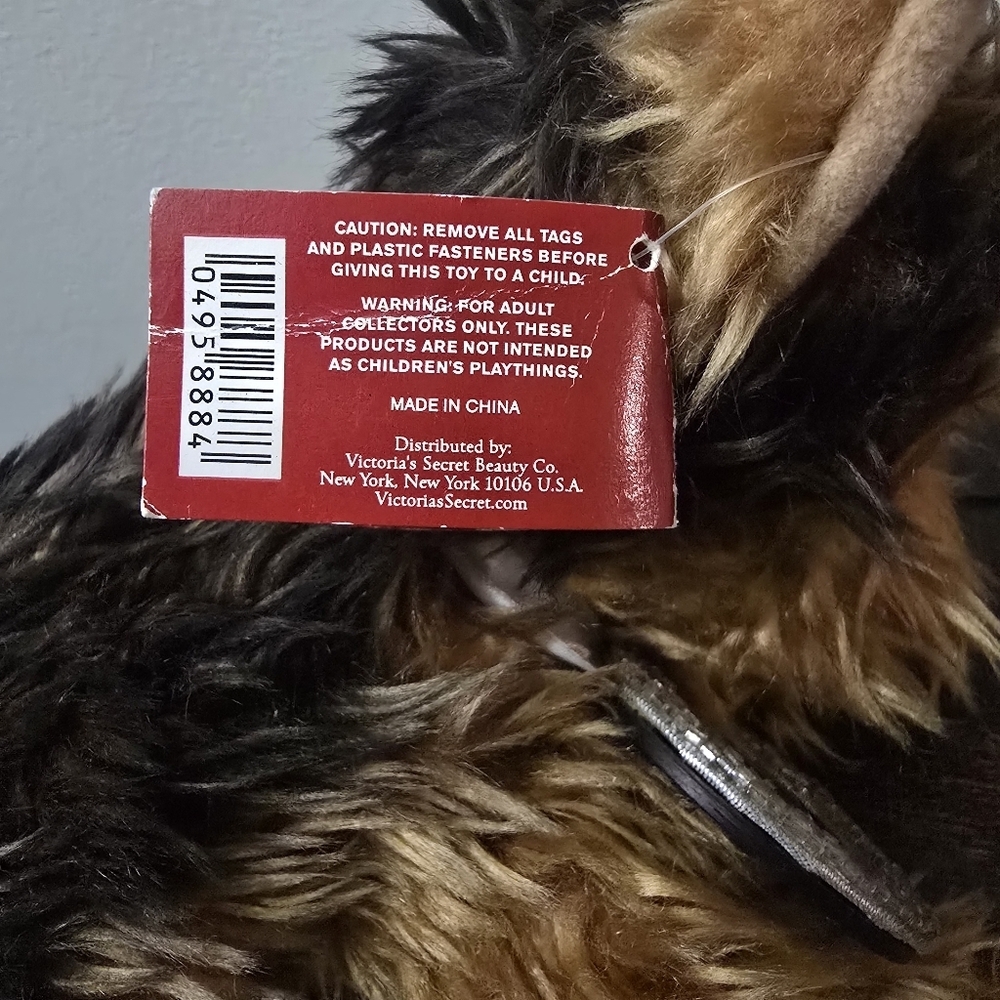 CAUTION: REMOVE ALL TAGS
AND PLASTIC FASTENERS BEFORE
GIVING THIS TOY TO A CHILD.
WARNING: FOR ADULT
COLLECTORS ONLY. THESE
PRODUCTS ARE NOT INTENDED
AS CHILDREN'S PLAYTHINGS.
MADE IN CHINA
Distributed by:
Victoria's Secret Beauty Co.
New York, New York 10106 U.S.A.
VictoriasSecret.com
0495 8884